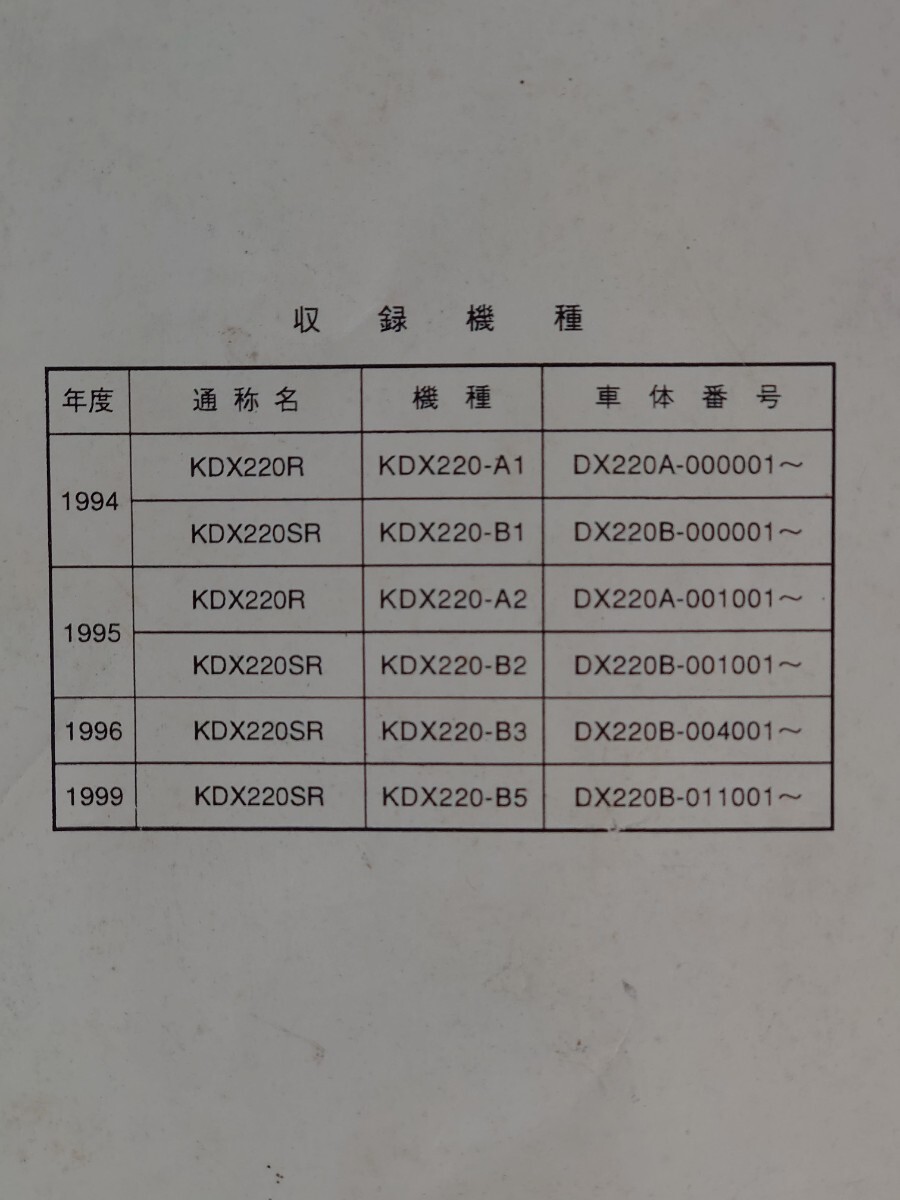 収録機種
年度 通称名 機種 車体番号
1994 KDX220R KDX220-A1 DX220A-000001～
KDX220SR KDX220-B1 DX220B-000001～
1995 KDX220R KDX220-A2 DX220A-001001～
KDX220SR KDX220-B2 DX220B-001001～
1996 KDX220SR KDX220-B3 DX220B-004001～
1999 KDX220SR KDX220-B5 DX220B-011001～